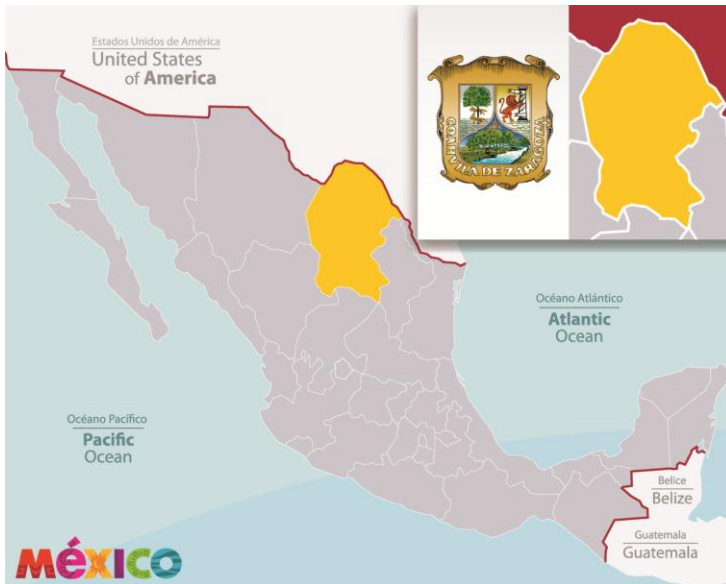 Estados Unidos de América
United States
of America
COAHVILA DE ZARAGOZA
Océano Atlántico
Atlantic
Ocean
Océano Pacífico
Pacific
Ocean
Belice
Belize
Guatemala
Guatemala
méxico